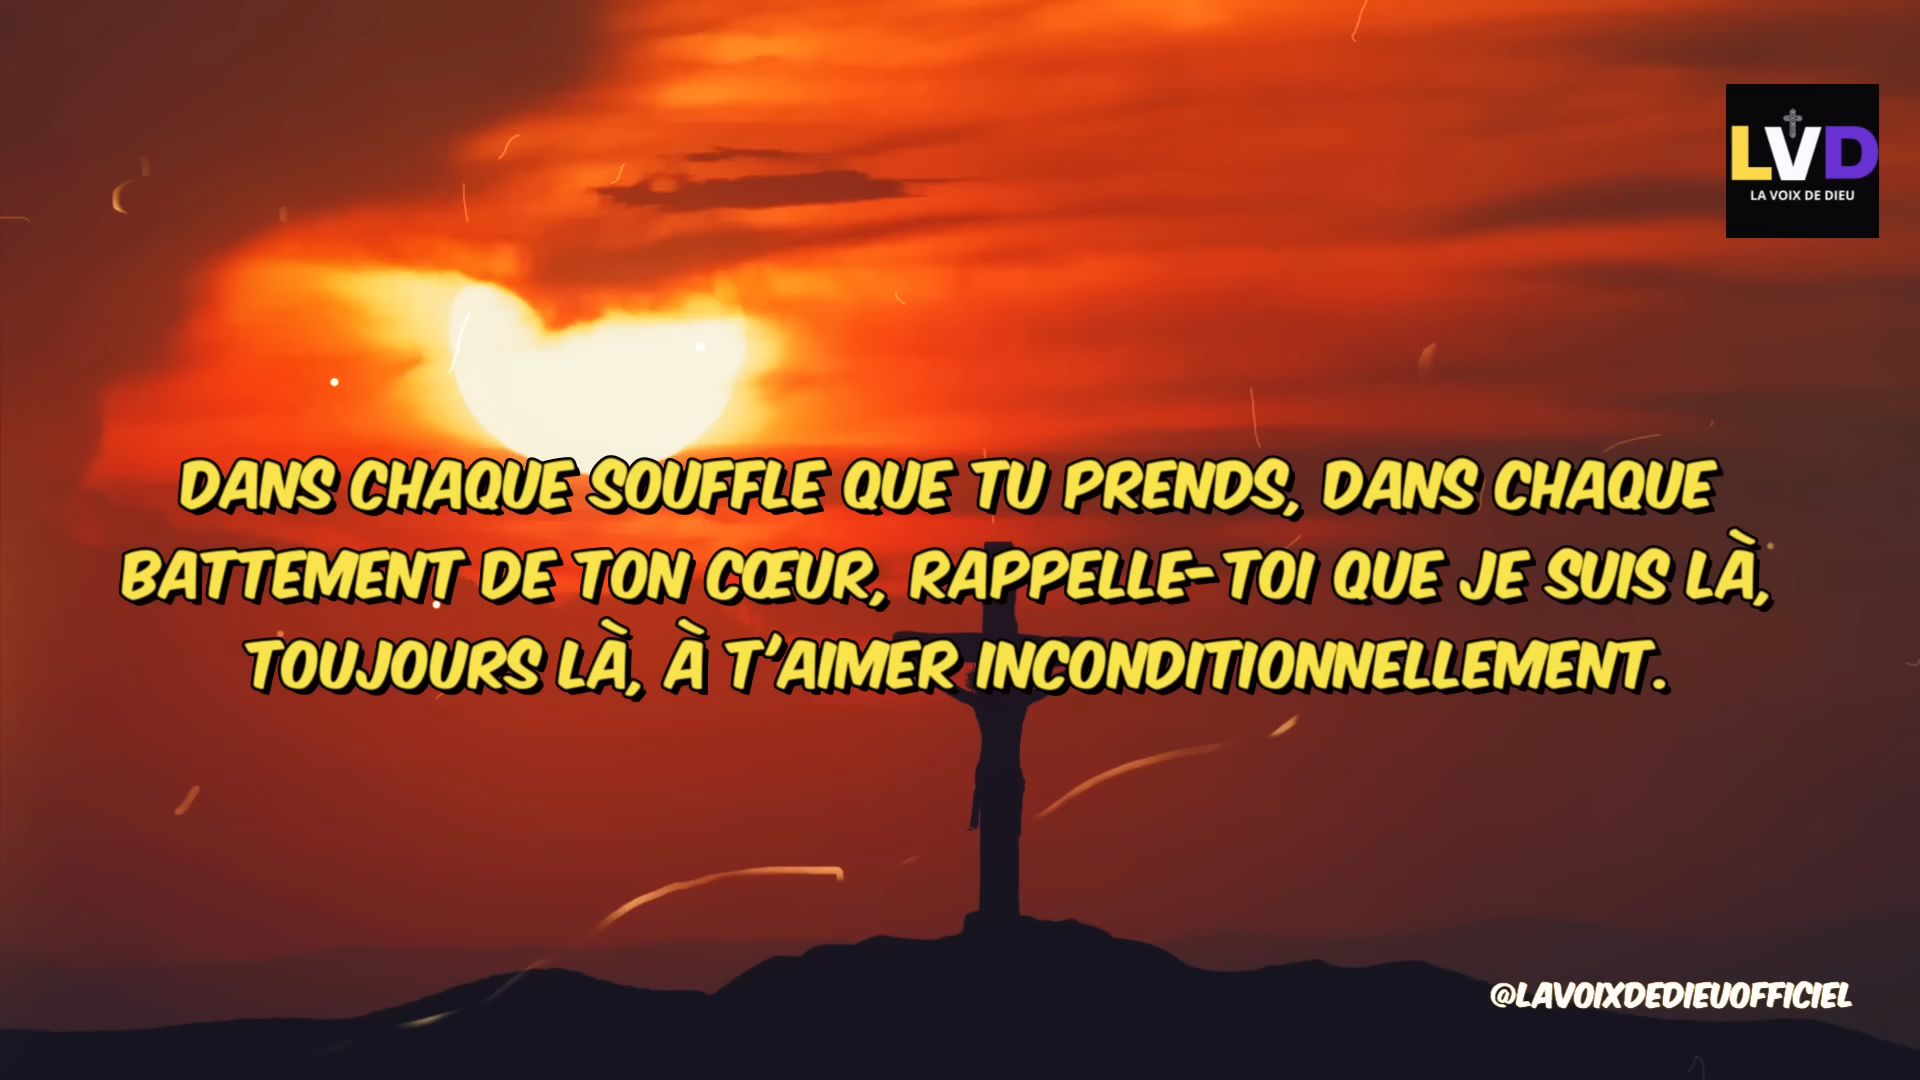 LVD
LA VOIX DE DIEU
DANS CHAQUE SOUFFLE QUE TU PRENDS, DANS CHAQUE
BATTEMENT DE TON CŒUR, RAPPELLE-TOI QUE JE SUIS LÀ,
TOUJOURS LÀ, À T'AIMER INCONDITIONNELLEMENT.
@LAVOIXDEDIEUOFFICIEL